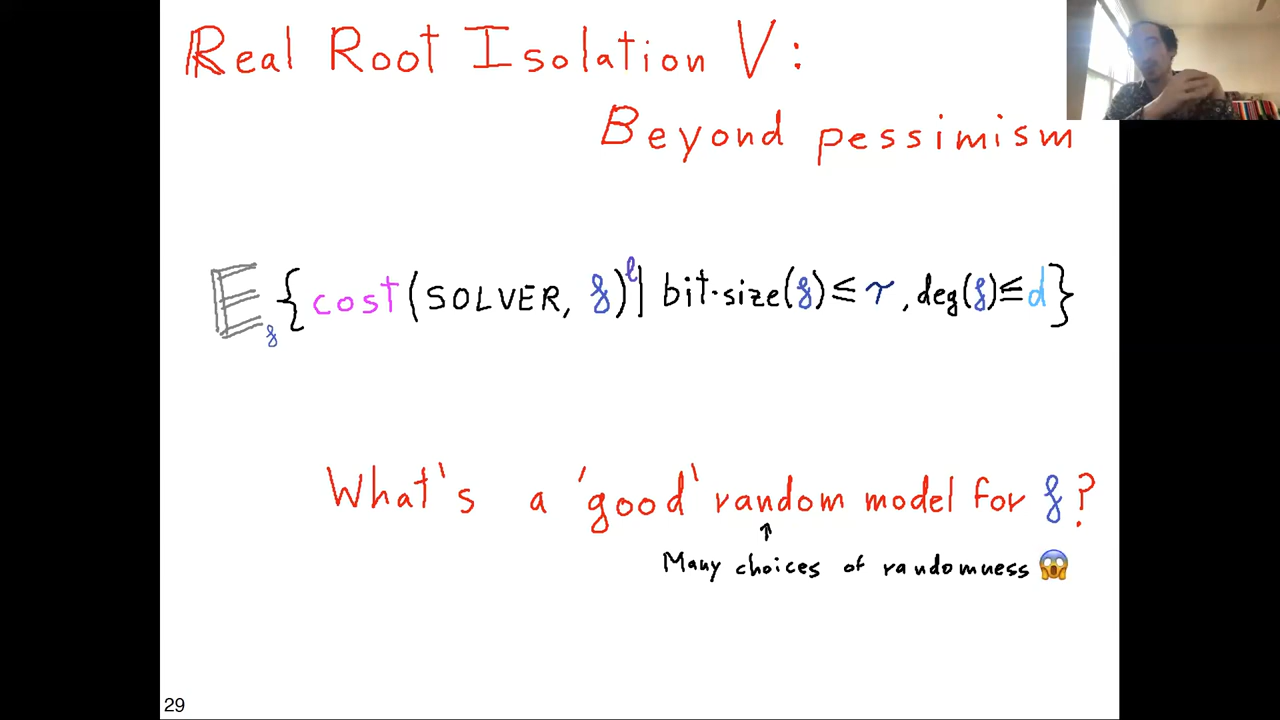 Real Root Isolation V:
Beyond pessimism
𝔼_f {cost(SOLVER, f)^ℓ | bit-size(f) ≤ τ, deg(f) ≤ d}
What's a 'good' random model for f?
↑
Many choices of randomness 😱
29